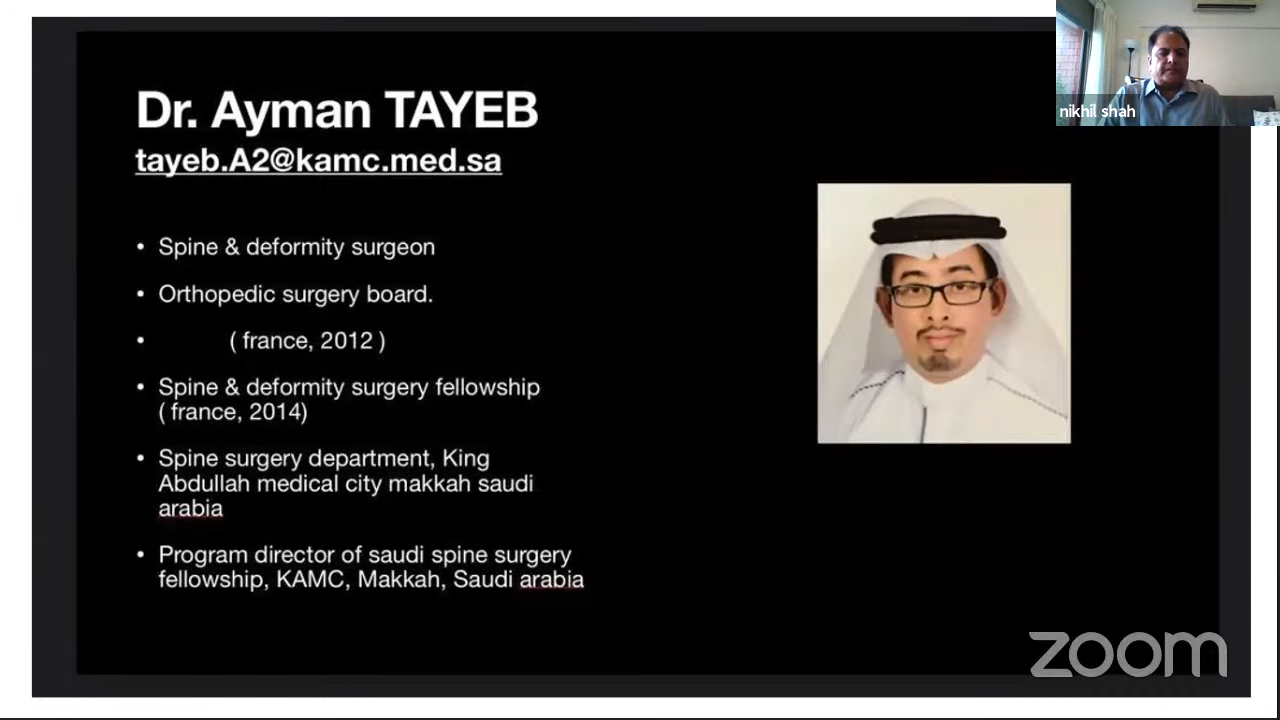 Dr. Ayman TAYEB
tayeb.A2@kamc.med.sa
• Spine & deformity surgeon
• Orthopedic surgery board.
• ( france, 2012 )
• Spine & deformity surgery fellowship
( france, 2014)
• Spine surgery department, King
Abdullah medical city makkah saudi
arabia
• Program director of saudi spine surgery
fellowship, KAMC, Makkah, Saudi arabia
nikhil shah
zoom